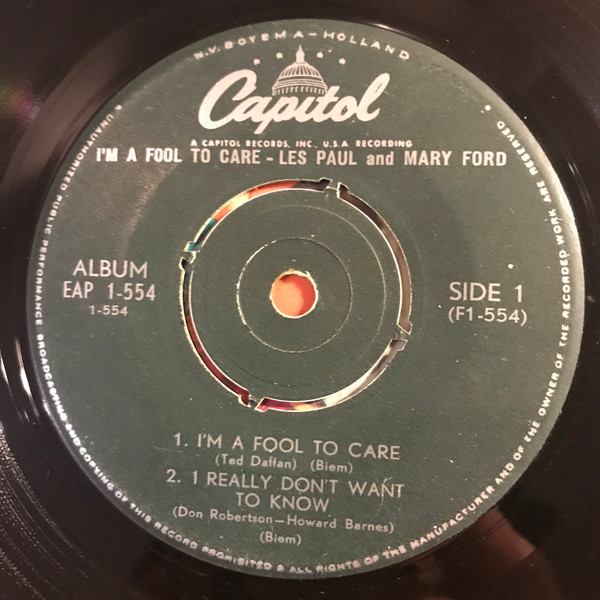 N.V. BOVEMA-HOLLAND
Capitol
A CAPITOL RECORDS, INC., U.S.A RECORDING
I'M A FOOL TO CARE - LES PAUL and MARY FORD
ALBUM
EAP 1-554
1-554
SIDE 1
(F1-554)
1. I'M A FOOL TO CARE
(Ted Daffan) (Biem)
2. I REALLY DON'T WANT
TO KNOW
(Don Robertson-Howard Barnes)
(Biem)
UNAUTHORIZED PUBLIC PERFORMANCE BROADCASTING AND COPYING OF THIS RECORD PROHIBITED & ALL RIGHTS OF THE MANUFACTURER AND OF THE OWNER OF THE RECORDED WORK ARE RESERVED